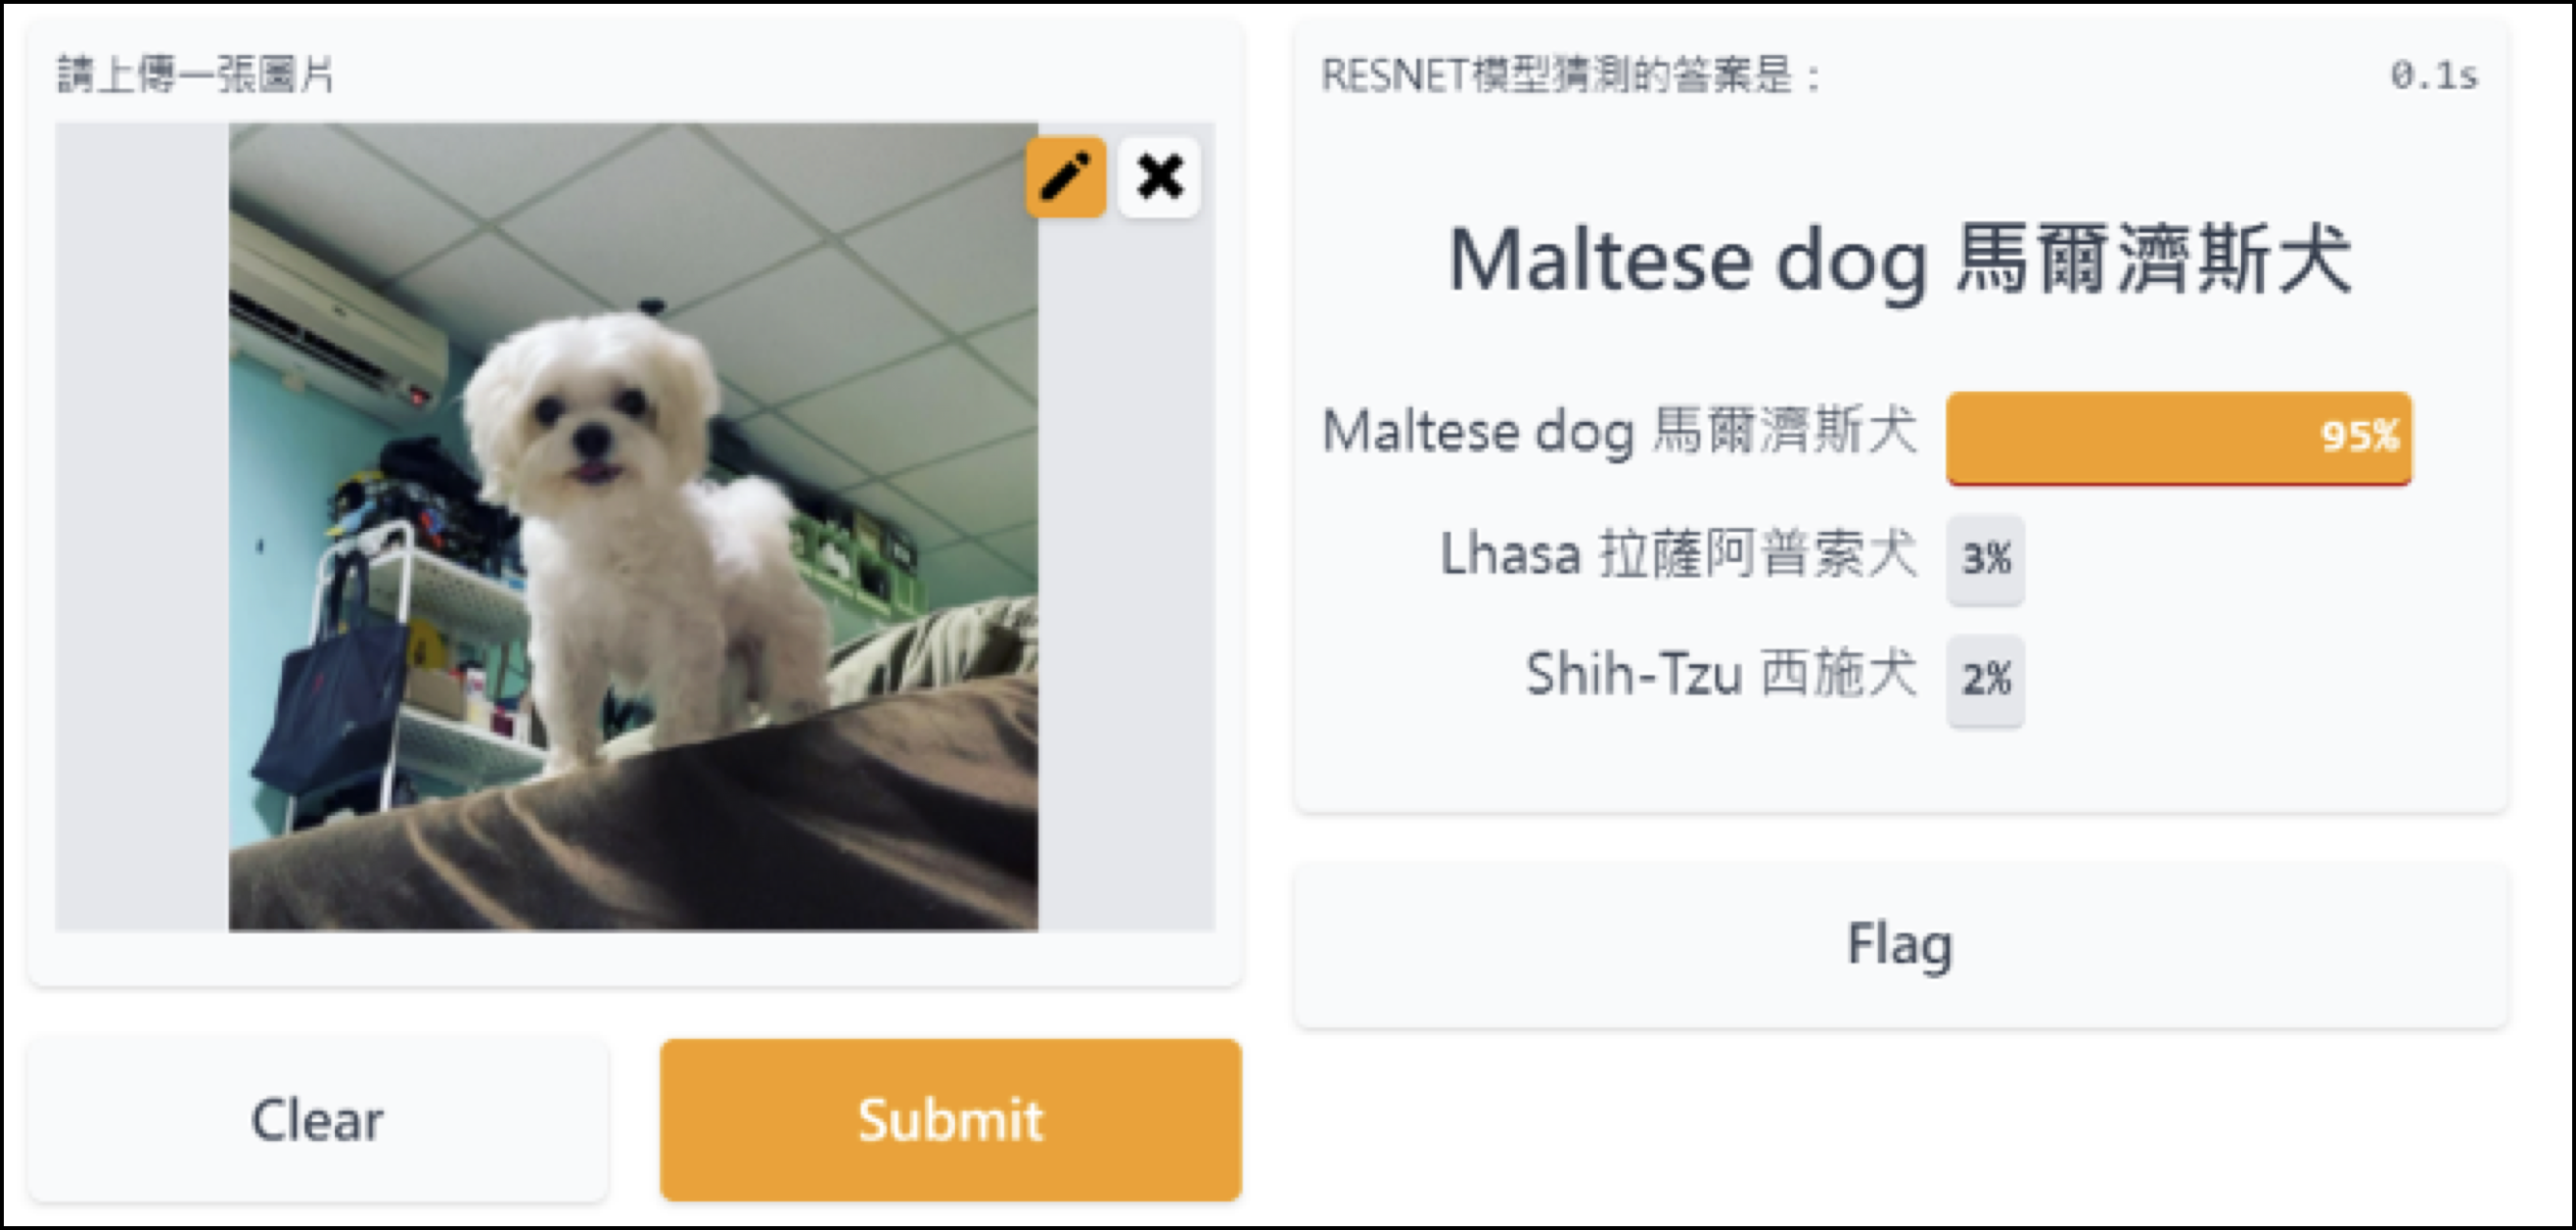 請上傳一張圖片
Clear
Submit
RESNET模型猜測的答案是：
0.1s
Maltese dog 馬爾濟斯犬
Maltese dog 馬爾濟斯犬 95%
Lhasa 拉薩阿普索犬 3%
Shih-Tzu 西施犬 2%
Flag